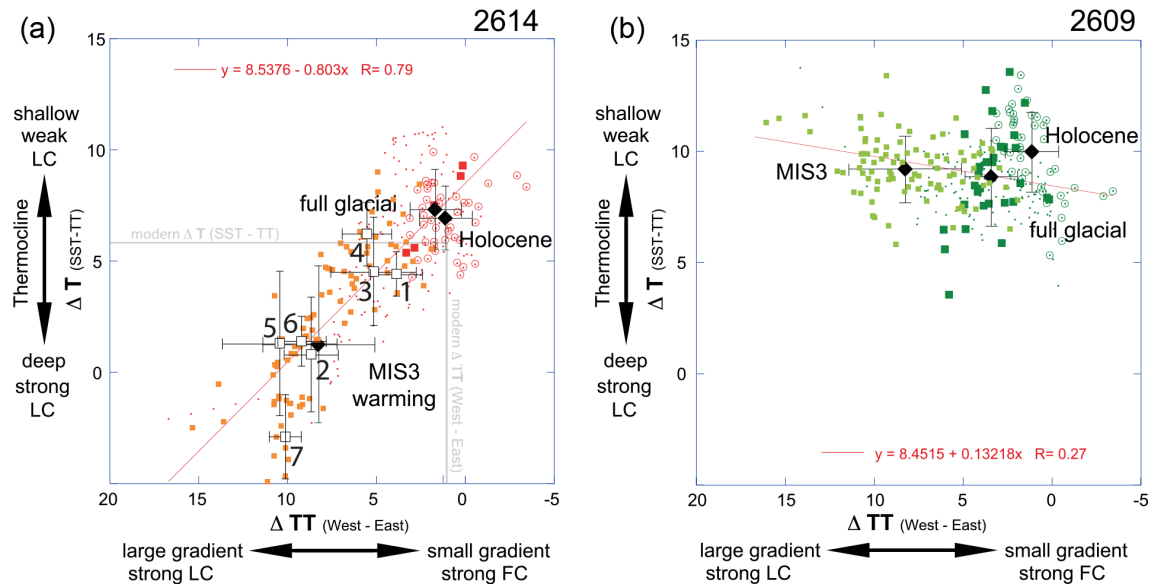 (a)
2614
15
10
5
0
20
15
10
5
0
-5
y = 8.5376 - 0.803x R= 0.79
shallow
weak
LC
Thermocline
Δ T (SST-TT)
deep
strong
LC
modern Δ T (SST - TT)
modern Δ TT (West - East)
full glacial
Holocene
MIS3
warming
4
3
1
5
6
2
7
Δ TT (West - East)
large gradient
strong LC
small gradient
strong FC
(b)
2609
15
10
5
0
20
15
10
5
0
-5
shallow
weak
LC
Thermocline
Δ T (SST-TT)
deep
strong
LC
MIS3
Holocene
full glacial
y = 8.4515 + 0.13218x R= 0.27
Δ TT (West - East)
large gradient
strong LC
small gradient
strong FC